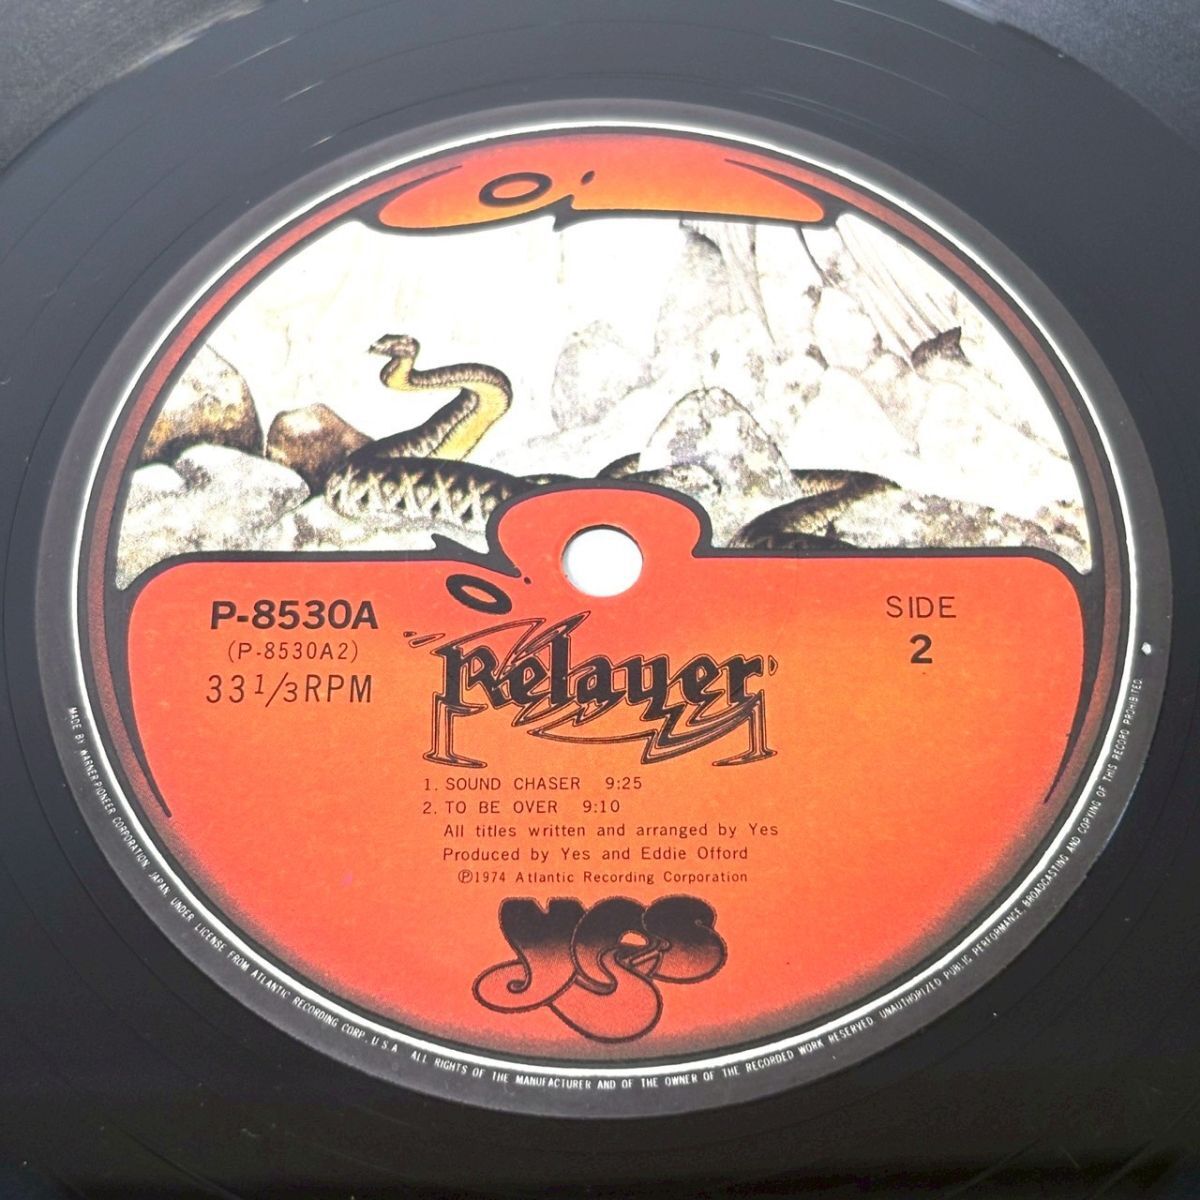 P-8530A
(P-8530A2)
33 1/3 RPM
SIDE
2
Relayer
1. SOUND CHASER 9:25
2. TO BE OVER 9:10
All titles written and arranged by Yes
Produced by Yes and Eddie Offord
℗1974 Atlantic Recording Corporation
YES
MADE BY WARNER-PIONEER CORPORATION, JAPAN, UNDER LICENSE FROM ATLANTIC RECORDING CORP., U.S.A. ALL RIGHTS OF THE MANUFACTURER AND OF THE OWNER OF THE RECORDED WORK RESERVED. UNAUTHORIZED PUBLIC PERFORMANCE, BROADCASTING AND COPYING OF THIS RECORD PROHIBITED.